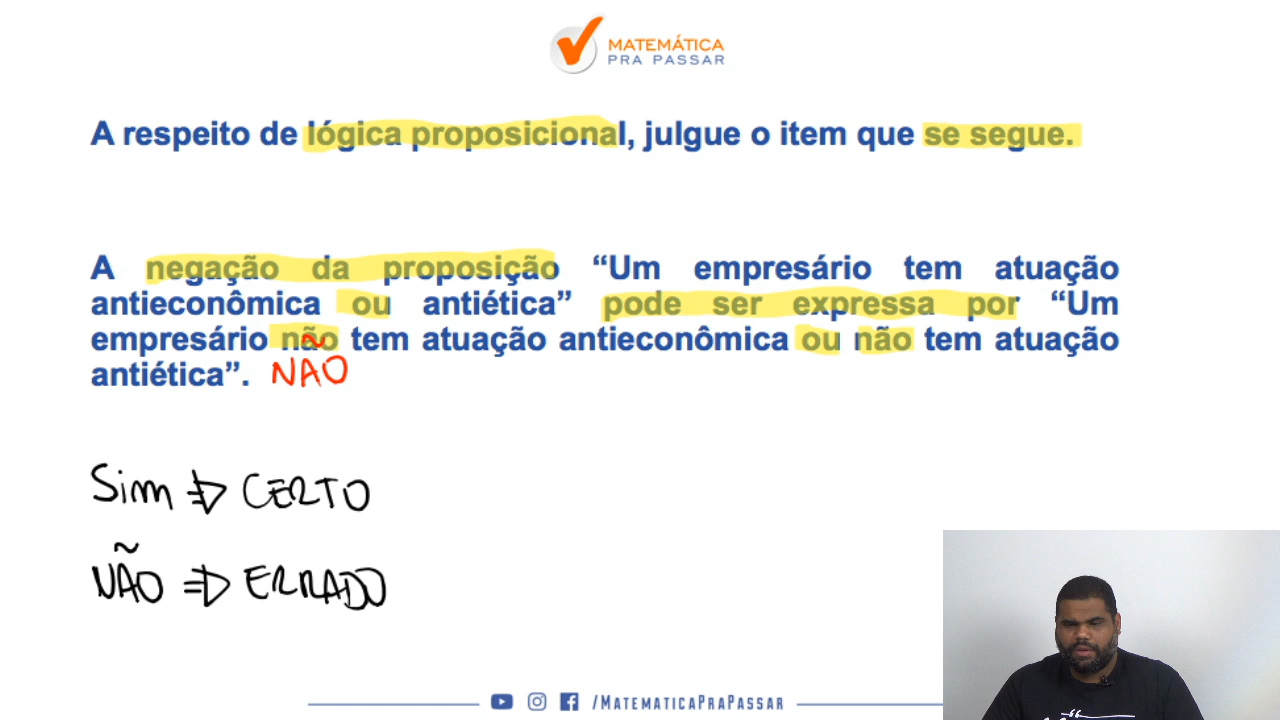 MATEMÁTICA
PRA PASSAR
A respeito de lógica proposicional, julgue o item que se segue.
A negação da proposição “Um empresário tem atuação
antieconômica ou antiética” pode ser expressa por “Um
empresário não tem atuação antieconômica ou não tem atuação
antiética”. NÃO
Sim => CERTO
NÃO => ERRADO
/MATEMATICAPRAPASSAR